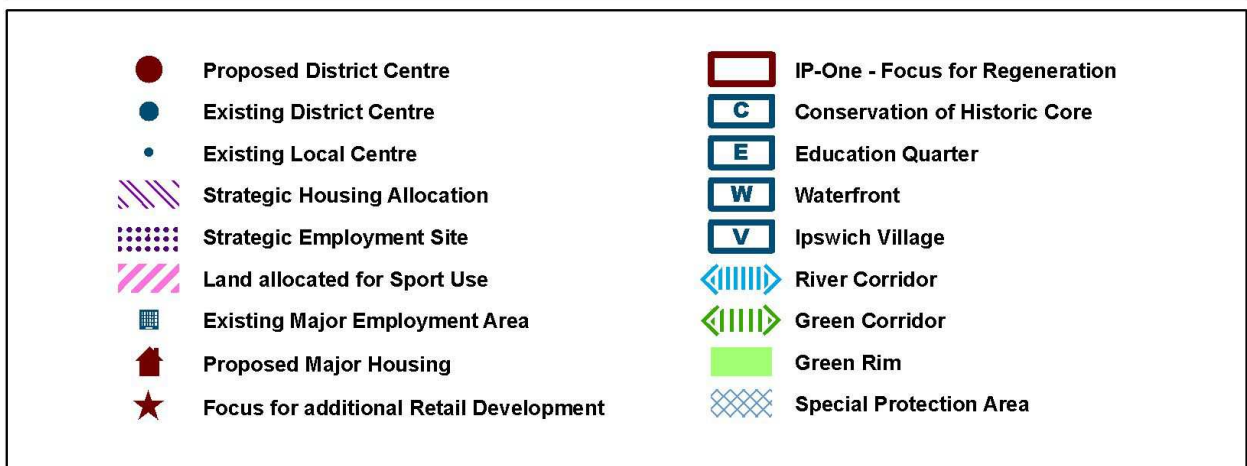 Proposed District Centre
Existing District Centre
Existing Local Centre
Strategic Housing Allocation
Strategic Employment Site
Land allocated for Sport Use
Existing Major Employment Area
Proposed Major Housing
Focus for additional Retail Development
IP-One - Focus for Regeneration
C Conservation of Historic Core
E Education Quarter
W Waterfront
V Ipswich Village
River Corridor
Green Corridor
Green Rim
Special Protection Area